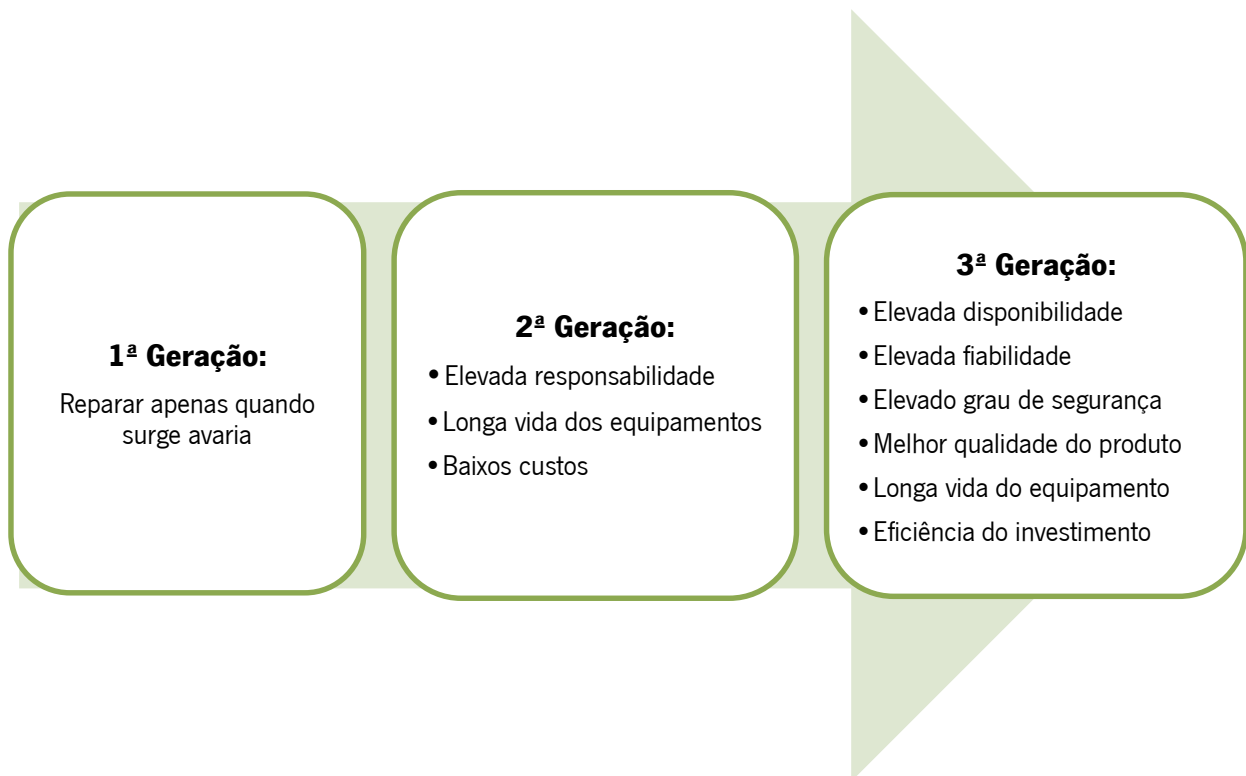 1ª Geração:
Reparar apenas quando
surge avaria
2ª Geração:
• Elevada responsabilidade
• Longa vida dos equipamentos
• Baixos custos
3ª Geração:
• Elevada disponibilidade
• Elevada fiabilidade
• Elevado grau de segurança
• Melhor qualidade do produto
• Longa vida do equipamento
• Eficiência do investimento